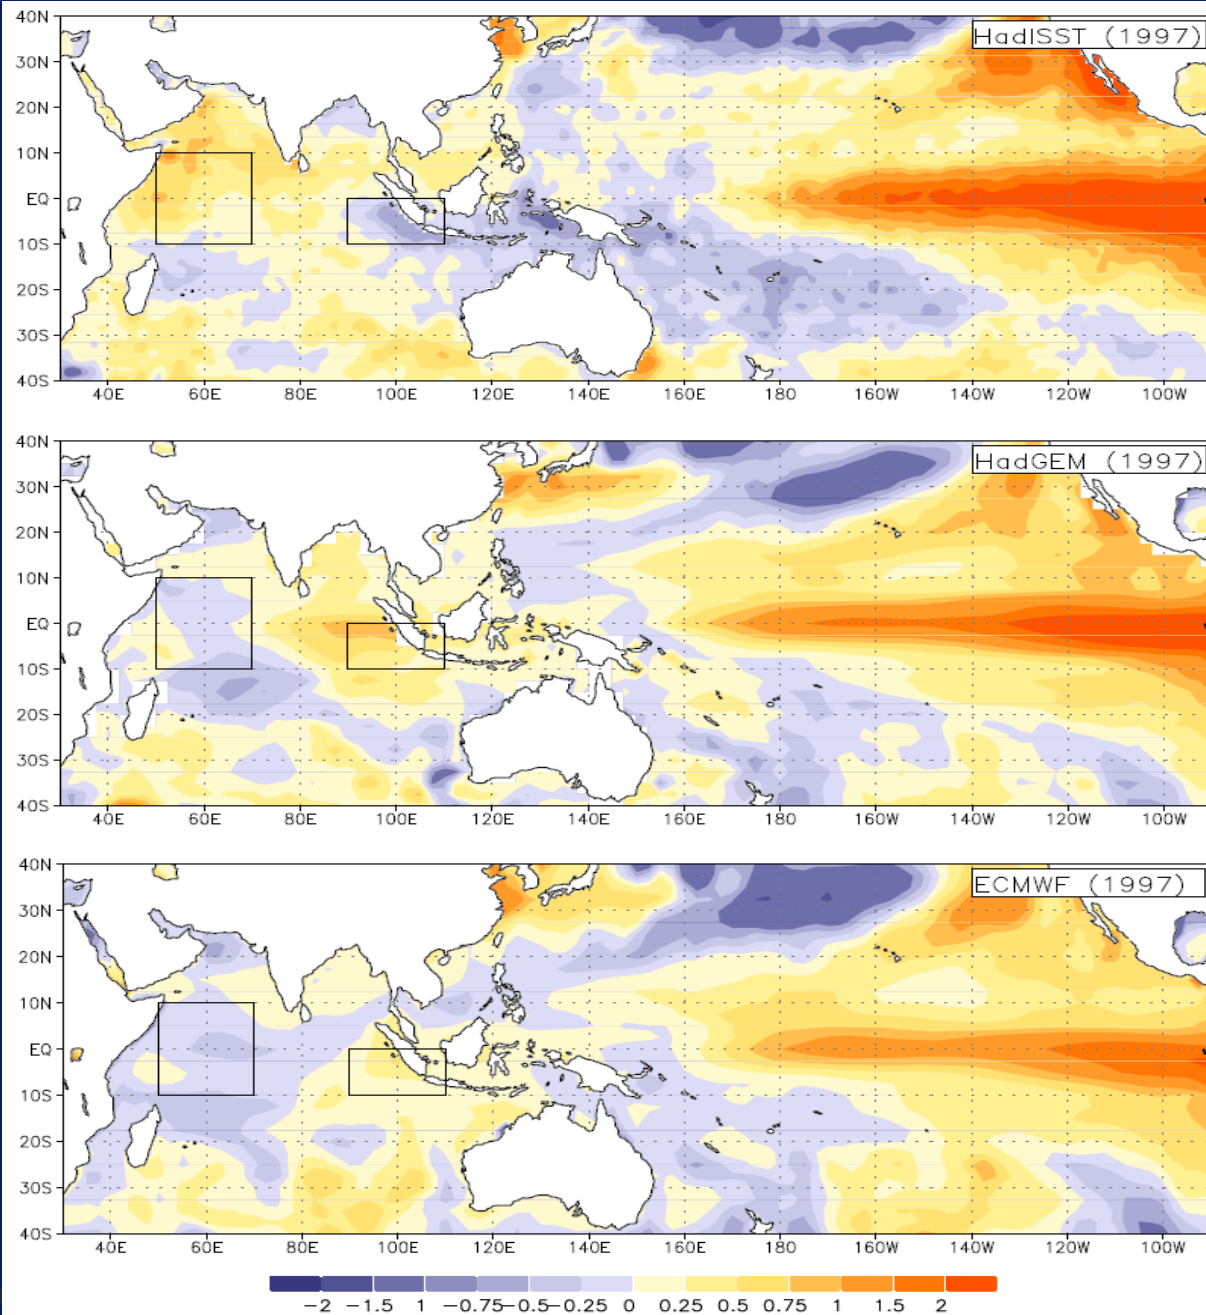 40N
HadISST (1997)
30N
20N
10N
EQ
10S
20S
30S
40S
40E 60E 80E 100E 120E 140E 160E 180 160W 140W 120W 100W
40N
HadGEM (1997)
30N
20N
10N
EQ
10S
20S
30S
40S
40E 60E 80E 100E 120E 140E 160E 180 160W 140W 120W 100W
40N
ECMWF (1997)
30N
20N
10N
EQ
10S
20S
30S
40S
40E 60E 80E 100E 120E 140E 160E 180 160W 140W 120W 100W
-2 -1.5 1 -0.75 -0.5 -0.25 0 0.25 0.5 0.75 1 1.5 2